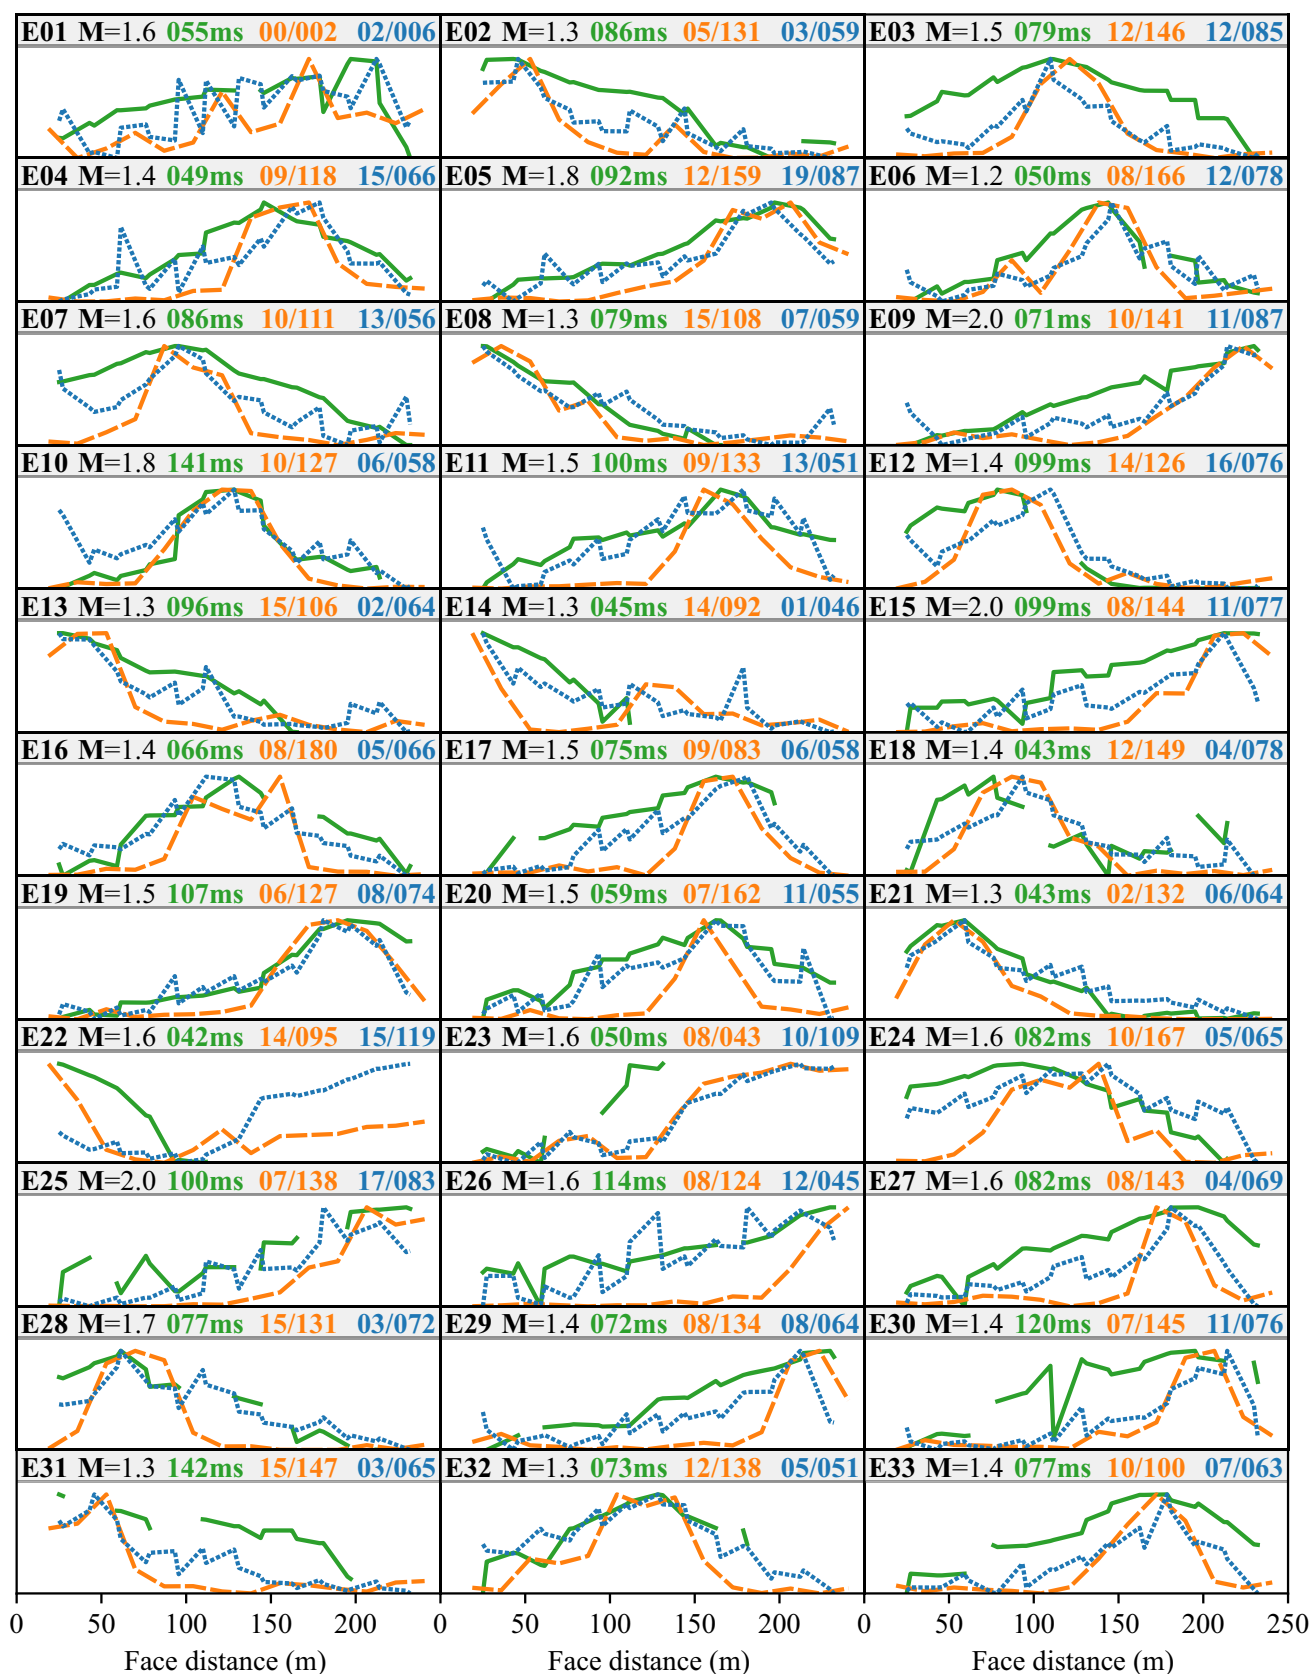 E01 M=1.6 055ms 00/002 02/006 E02 M=1.3 086ms 05/131 03/059 E03 M=1.5 079ms 12/146 12/085
E04 M=1.4 049ms 09/118 15/066 E05 M=1.8 092ms 12/159 19/087 E06 M=1.2 050ms 08/166 12/078
E07 M=1.6 086ms 10/111 13/056 E08 M=1.3 079ms 15/108 07/059 E09 M=2.0 071ms 10/141 11/087
E10 M=1.8 141ms 10/127 06/058 E11 M=1.5 100ms 09/133 13/051 E12 M=1.4 099ms 14/126 16/076
E13 M=1.3 096ms 15/106 02/064 E14 M=1.3 045ms 14/092 01/046 E15 M=2.0 099ms 08/144 11/077
E16 M=1.4 066ms 08/180 05/066 E17 M=1.5 075ms 09/083 06/058 E18 M=1.4 043ms 12/149 04/078
E19 M=1.5 107ms 06/127 08/074 E20 M=1.5 059ms 07/162 11/055 E21 M=1.3 043ms 02/132 06/064
E22 M=1.6 042ms 14/095 15/119 E23 M=1.6 050ms 08/043 10/109 E24 M=1.6 082ms 10/167 05/065
E25 M=2.0 100ms 07/138 17/083 E26 M=1.6 114ms 08/124 12/045 E27 M=1.6 082ms 08/143 04/069
E28 M=1.7 077ms 15/131 03/072 E29 M=1.4 072ms 08/134 08/064 E30 M=1.4 120ms 07/145 11/076
E31 M=1.3 142ms 15/147 03/065 E32 M=1.3 073ms 12/138 05/051 E33 M=1.4 077ms 10/100 07/063
0 50 100 150 200 0 50 100 150 200 0 50 100 150 200 250
Face distance (m) Face distance (m) Face distance (m)